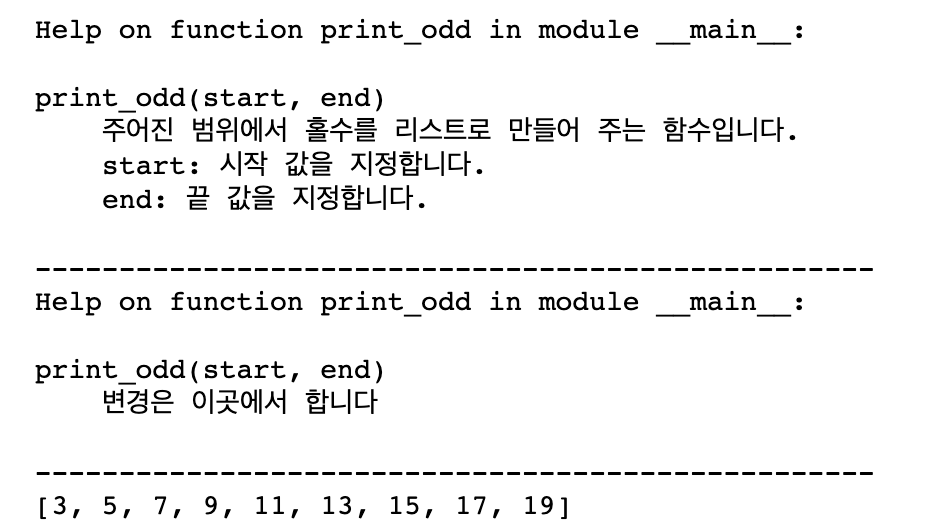 Help on function print_odd in module __main__:
print_odd(start, end)
주어진 범위에서 홀수를 리스트로 만들어 주는 함수입니다.
start: 시작 값을 지정합니다.
end: 끝 값을 지정합니다.
--------------------------------------------------
Help on function print_odd in module __main__:
print_odd(start, end)
변경은 이곳에서 합니다
--------------------------------------------------
[3, 5, 7, 9, 11, 13, 15, 17, 19]